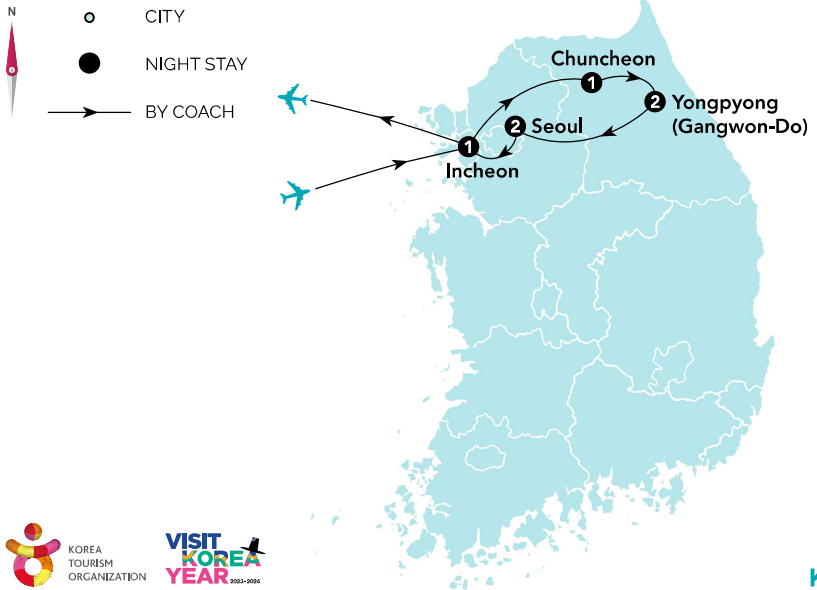 N
CITY
NIGHT STAY
BY COACH
Chuncheon
1
2
Yongpyong
(Gangwon-Do)
2
Seoul
1
Incheon
KOREA
TOURISM
ORGANIZATION
VISIT
KOREA
YEAR 2023-2024